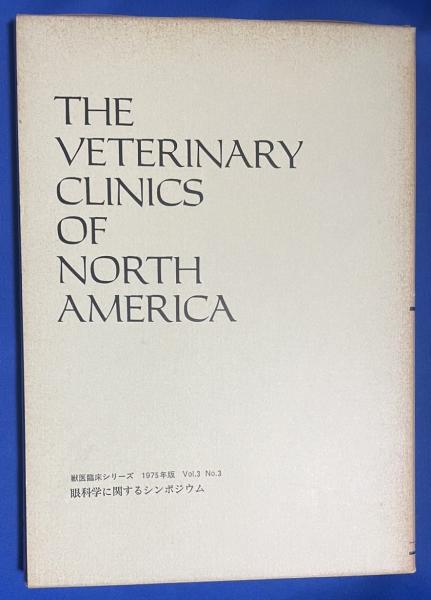 THE
VETERINARY
CLINICS
OF
NORTH
AMERICA
獣医臨床シリーズ 1975年版 Vol.3 No.3
眼科学に関するシンポジウム